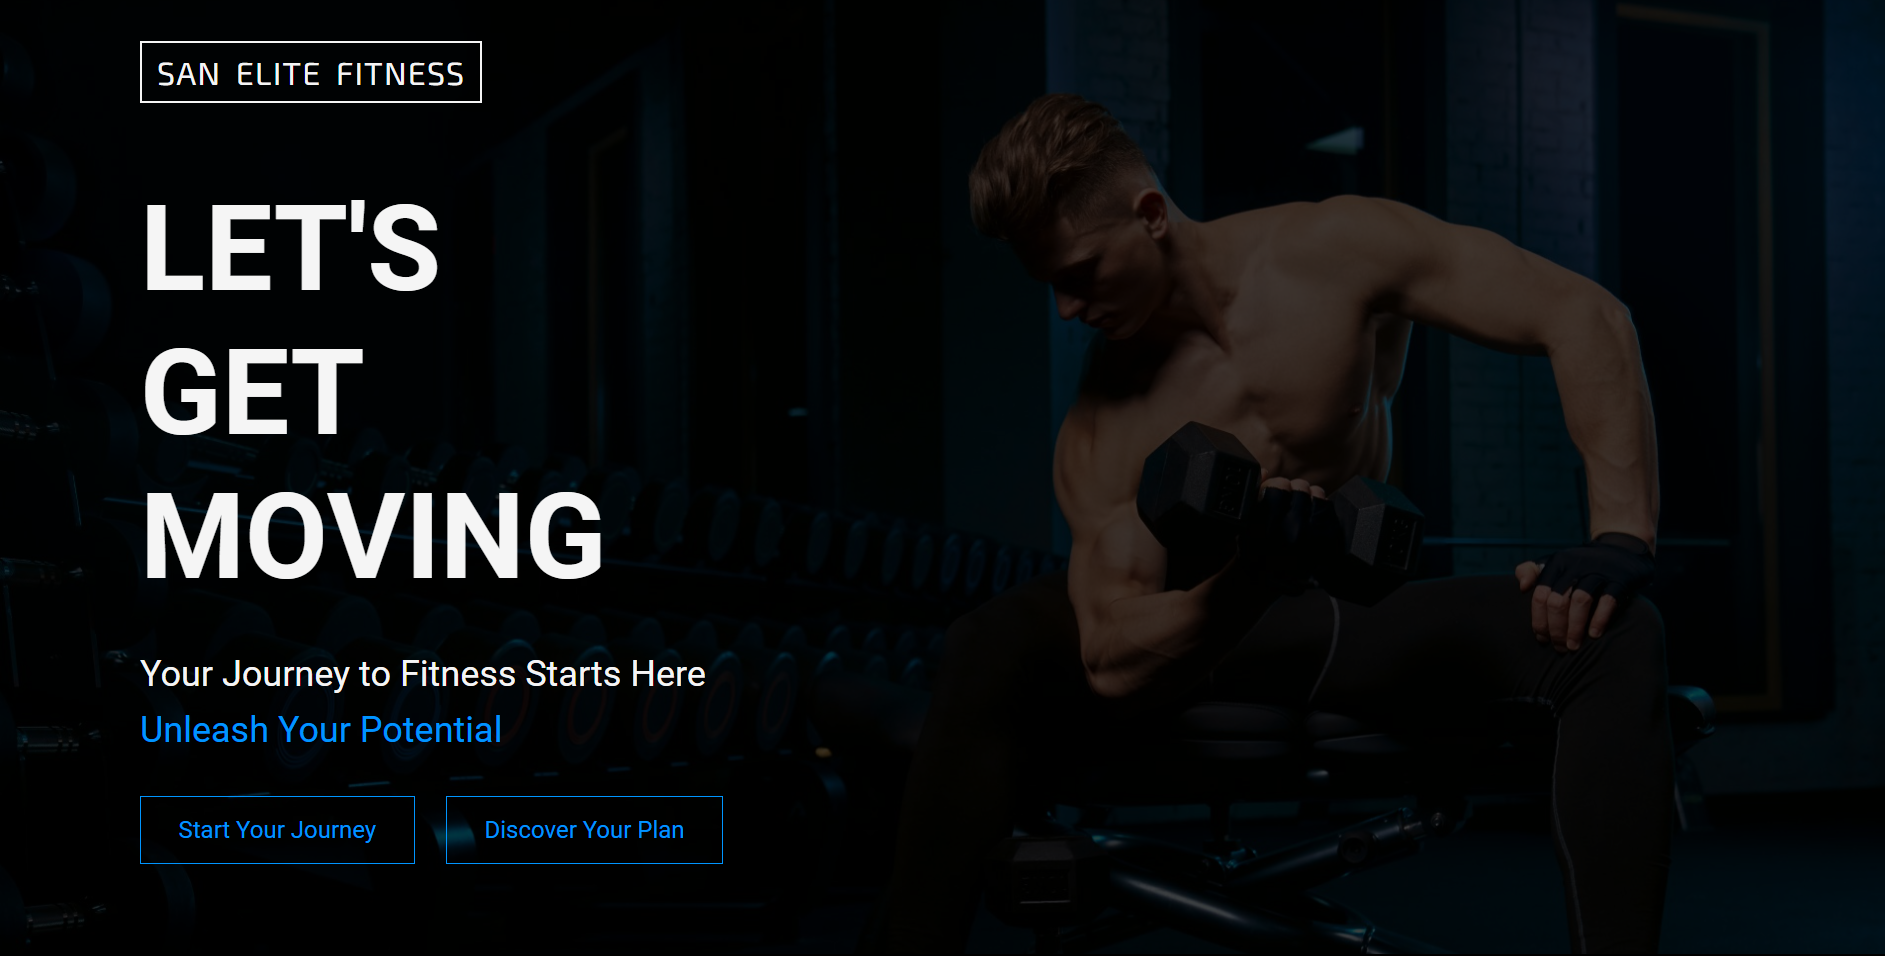 SAN ELITE FITNESS
LET'S
GET
MOVING
Your Journey to Fitness Starts Here
Unleash Your Potential
Start Your Journey
Discover Your Plan